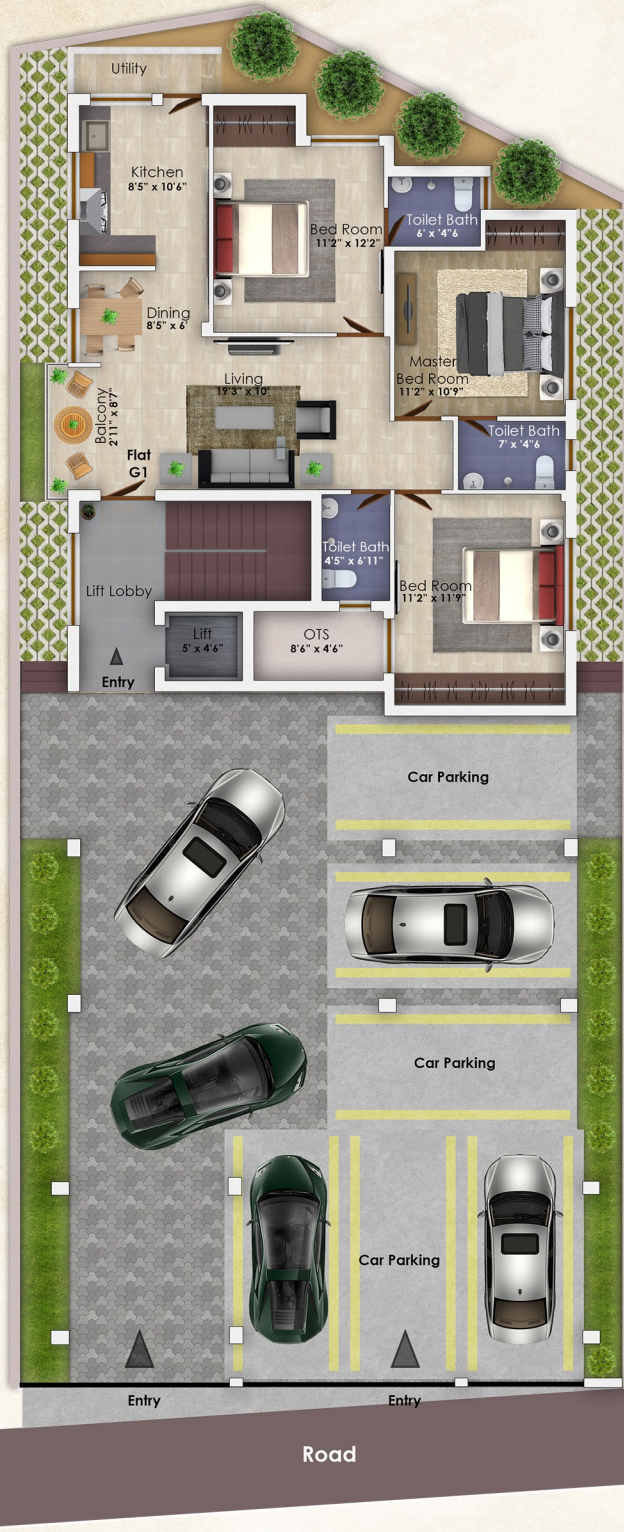 Utility
Kitchen
8'5" x 10'6"
Bed Room
11'2" x 12'2"
Toilet Bath
6' x '4"6
Dining
8'5" x 6'
Living
19'3" x 10'
Master
Bed Room
11'2" x 10'9"
Balcony
2'11" x 8'7"
Flat
G1
Toilet Bath
7' x '4"6
Toilet Bath
4'5" x 6'11"
Bed Room
11'2" x 11'9"
Lift Lobby
Lift
5' x 4'6"
OTS
8'6" x 4'6"
Entry
Car Parking
Car Parking
Car Parking
Entry
Entry
Road